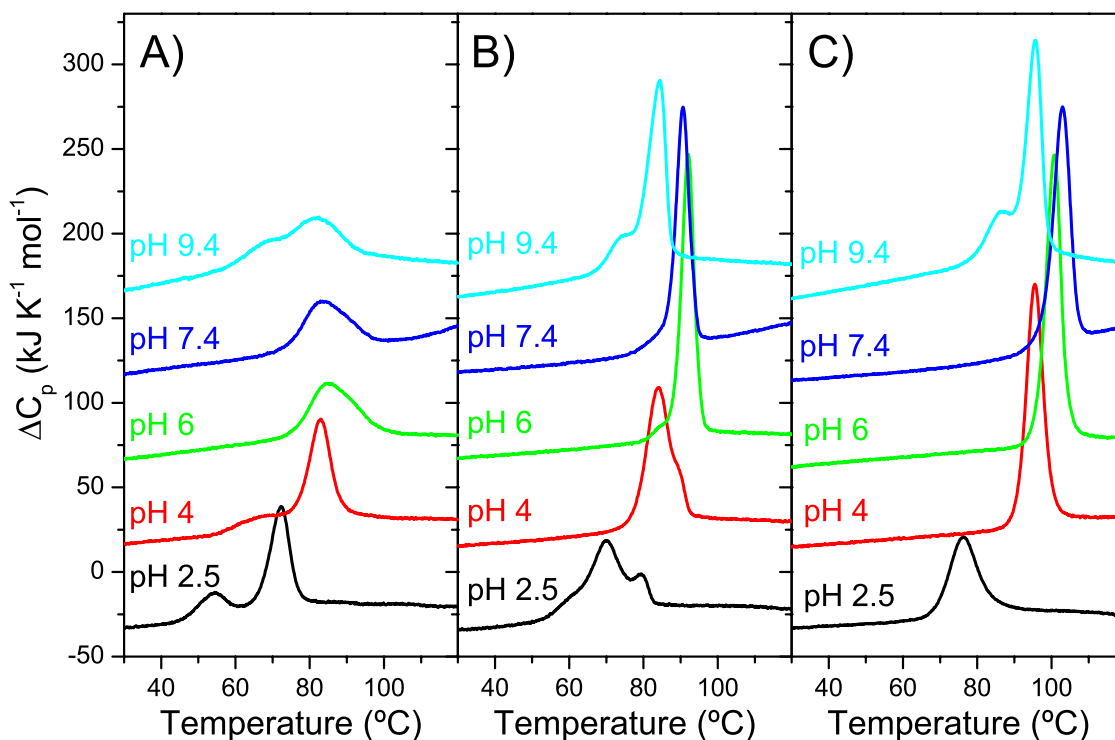 A) B) C)
300
250
200
150
100
50
0
-50
ΔCp (kJ K-1 mol-1)
pH 9.4 pH 9.4 pH 9.4
pH 7.4 pH 7.4 pH 7.4
pH 6 pH 6 pH 6
pH 4 pH 4 pH 4
pH 2.5 pH 2.5 pH 2.5
40 60 80 100 40 60 80 100 40 60 80 100
Temperature (ºC) Temperature (ºC) Temperature (ºC)